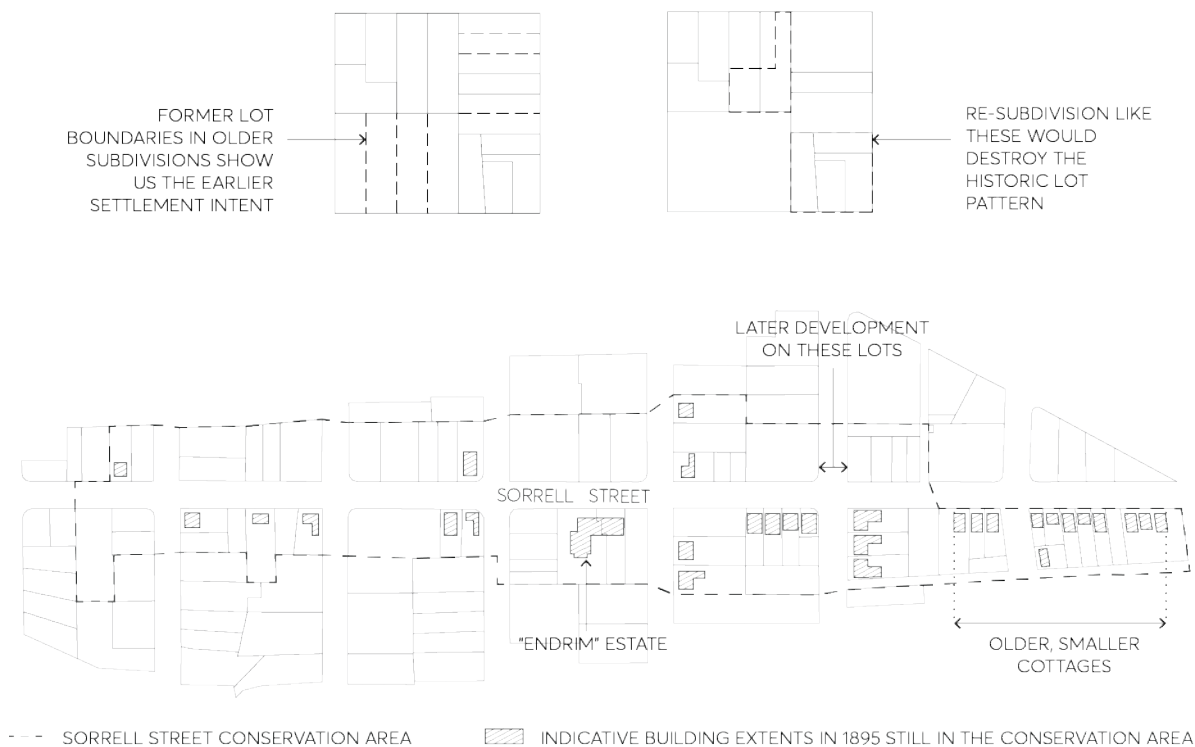 FORMER LOT
BOUNDARIES IN OLDER
SUBDIVISIONS SHOW
US THE EARLIER
SETTLEMENT INTENT
RE-SUBDIVISION LIKE
THESE WOULD
DESTROY THE
HISTORIC LOT
PATTERN
LATER DEVELOPMENT
ON THESE LOTS
SORRELL STREET
"ENDRIM" ESTATE
OLDER, SMALLER
COTTAGES
SORRELL STREET CONSERVATION AREA
INDICATIVE BUILDING EXTENTS IN 1895 STILL IN THE CONSERVATION AREA